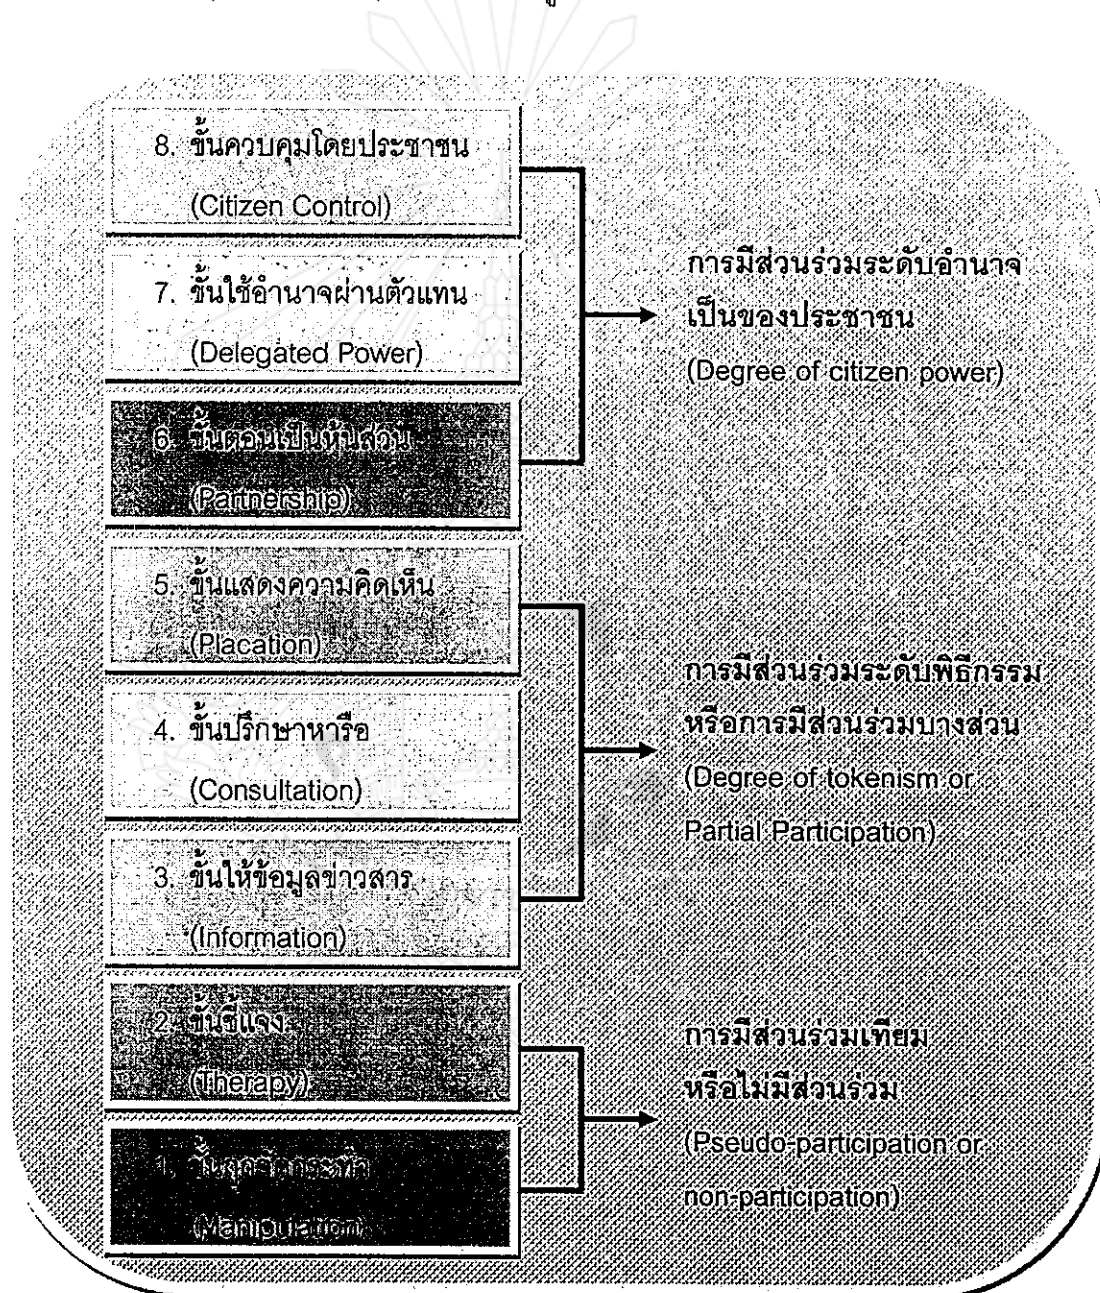 8. ขั้นควบคุมโดยประชาชน
(Citizen Control)
7. ขั้นใช้อำนาจผ่านตัวแทน
(Delegated Power)
6. ขั้นตอนเป็นหุ้นส่วน
(Partnership)
5. ขั้นแสดงความคิดเห็น
(Placation)
4. ขั้นปรึกษาหารือ
(Consultation)
3. ขั้นให้ข้อมูลข่าวสาร
(Information)
2. ขั้นชี้แจง
(Therapy)
1.
(Manipulation)
การมีส่วนร่วมระดับอำนาจ
เป็นของประชาชน
(Degree of citizen power)
การมีส่วนร่วมระดับพิธีกรรม
หรือการมีส่วนร่วมบางส่วน
(Degree of tokenism or
Partial Participation)
การมีส่วนร่วมเทียม
หรือไม่มีส่วนร่วม
(Pseudo-participation or
non-participation)